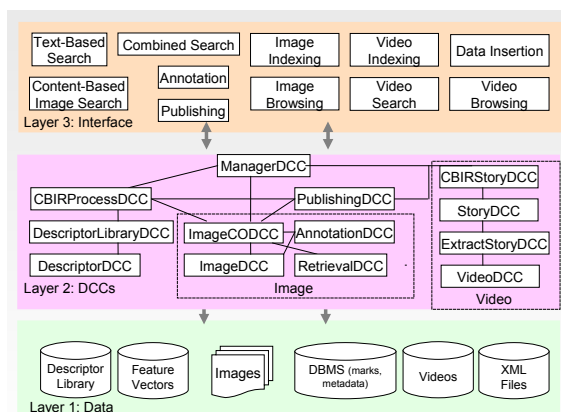 Text-Based
Search
Combined Search
Image
Indexing
Video
Indexing
Data Insertion
Content-Based
Image Search
Annotation
Publishing
Image
Browsing
Video
Search
Video
Browsing
Layer 3: Interface
ManagerDCC
CBIRProcessDCC
PublishingDCC
CBIRStoryDCC
DescriptorLibraryDCC
ImageCODCC
AnnotationDCC
StoryDCC
DescriptorDCC
ImageDCC
RetrievalDCC
ExtractStoryDCC
VideoDCC
Layer 2: DCCs
Image
Video
Descriptor
Library
Feature
Vectors
Images
DBMS (marks,
metadata)
Videos
XML
Files
Layer 1: Data